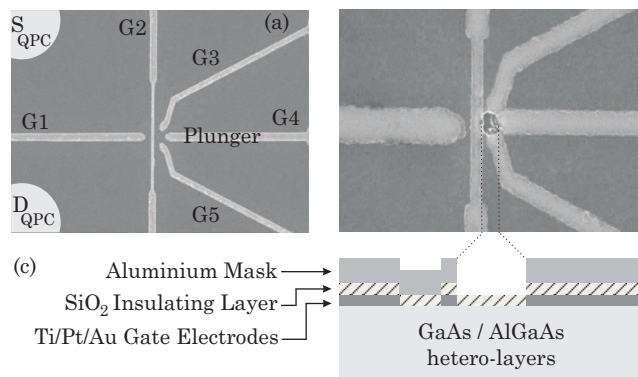 S
QPC
G2
(a)
G3
G1
Plunger
G4
D
QPC
G5
(c)
Aluminium Mask
SiO2 Insulating Layer
Ti/Pt/Au Gate Electrodes
GaAs / AlGaAs
hetero-layers